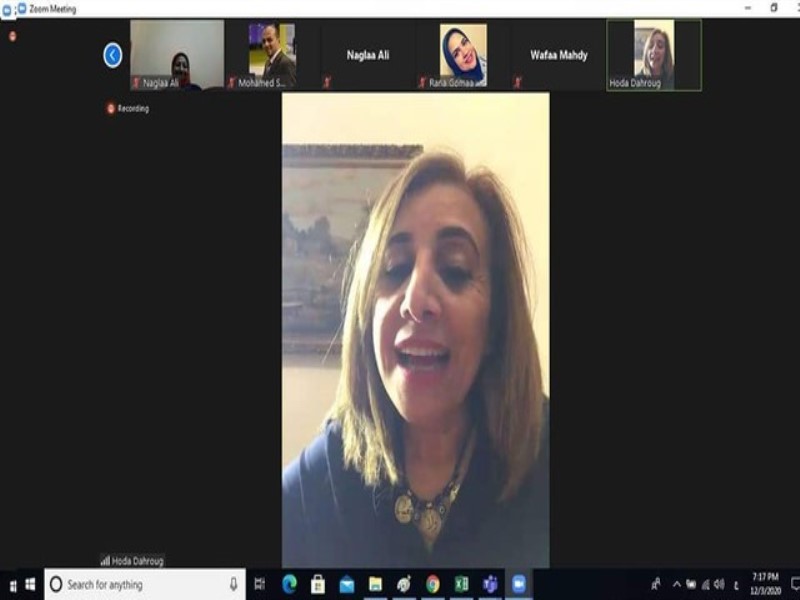 Zoom Meeting
Naglaa Ali
Mohamed S...
Naglaa Ali
Rana Gomaa
Wafaa Mahdy
Hoda Dahroug
Recording
Hoda Dahroug
Search for anything
7:17 PM
12/3/2020